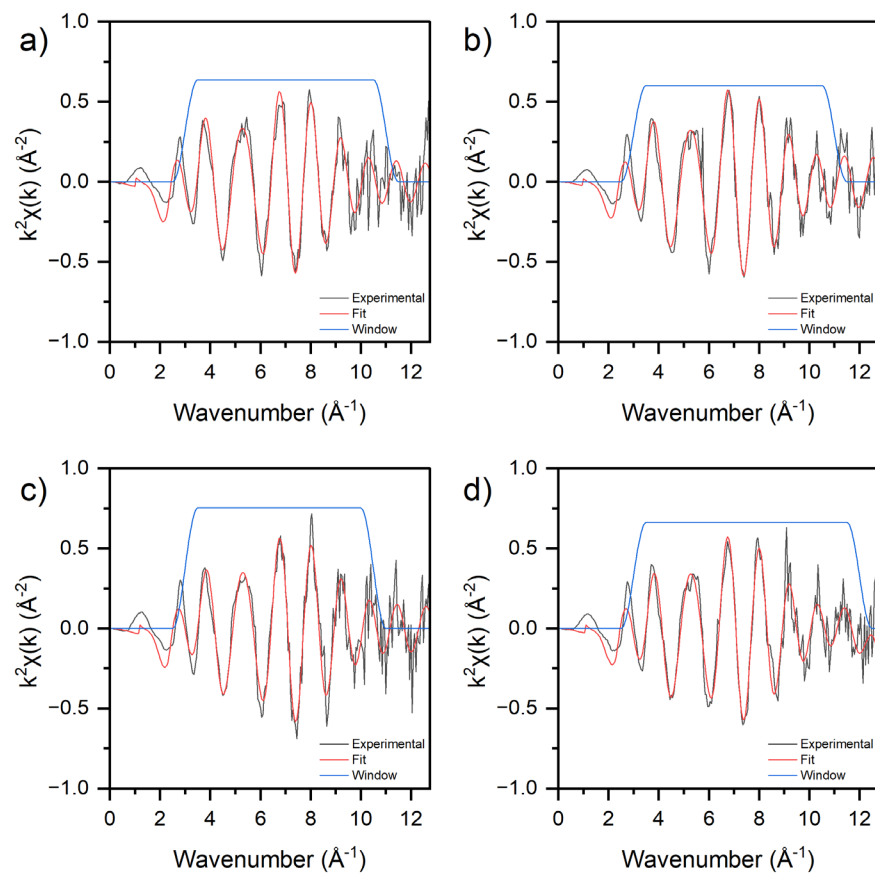 a)
1.0
0.5
0.0
−0.5
−1.0
k²χ(k) (Å⁻²)
Experimental
Fit
Window
0 2 4 6 8 10 12
Wavenumber (Å⁻¹)
b)
1.0
0.5
0.0
−0.5
−1.0
k²χ(k) (Å⁻²)
Experimental
Fit
Window
0 2 4 6 8 10 12
Wavenumber (Å⁻¹)
c)
1.0
0.5
0.0
−0.5
−1.0
k²χ(k) (Å⁻²)
Experimental
Fit
Window
0 2 4 6 8 10 12
Wavenumber (Å⁻¹)
d)
1.0
0.5
0.0
−0.5
−1.0
k²χ(k) (Å⁻²)
Experimental
Fit
Window
0 2 4 6 8 10 12
Wavenumber (Å⁻¹)